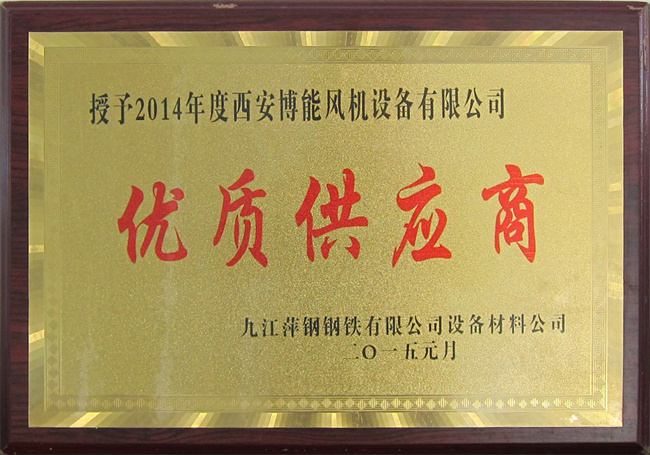 授予2014年度西安博能风机设备有限公司
优质供应商
九江萍钢钢铁有限公司设备材料公司
二〇一五元月